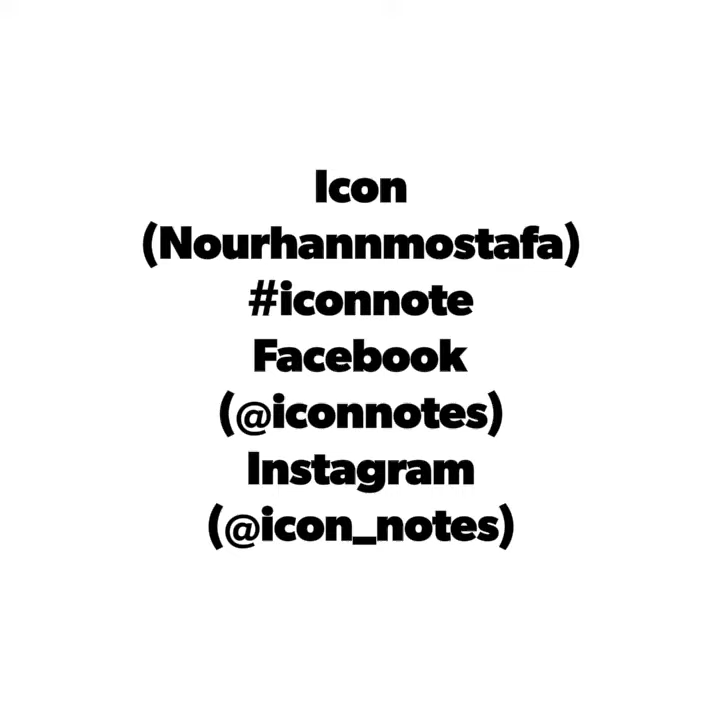 Icon
(Nourhannmostafa)
#iconnote
Facebook
(@iconnotes)
Instagram
(@icon_notes)